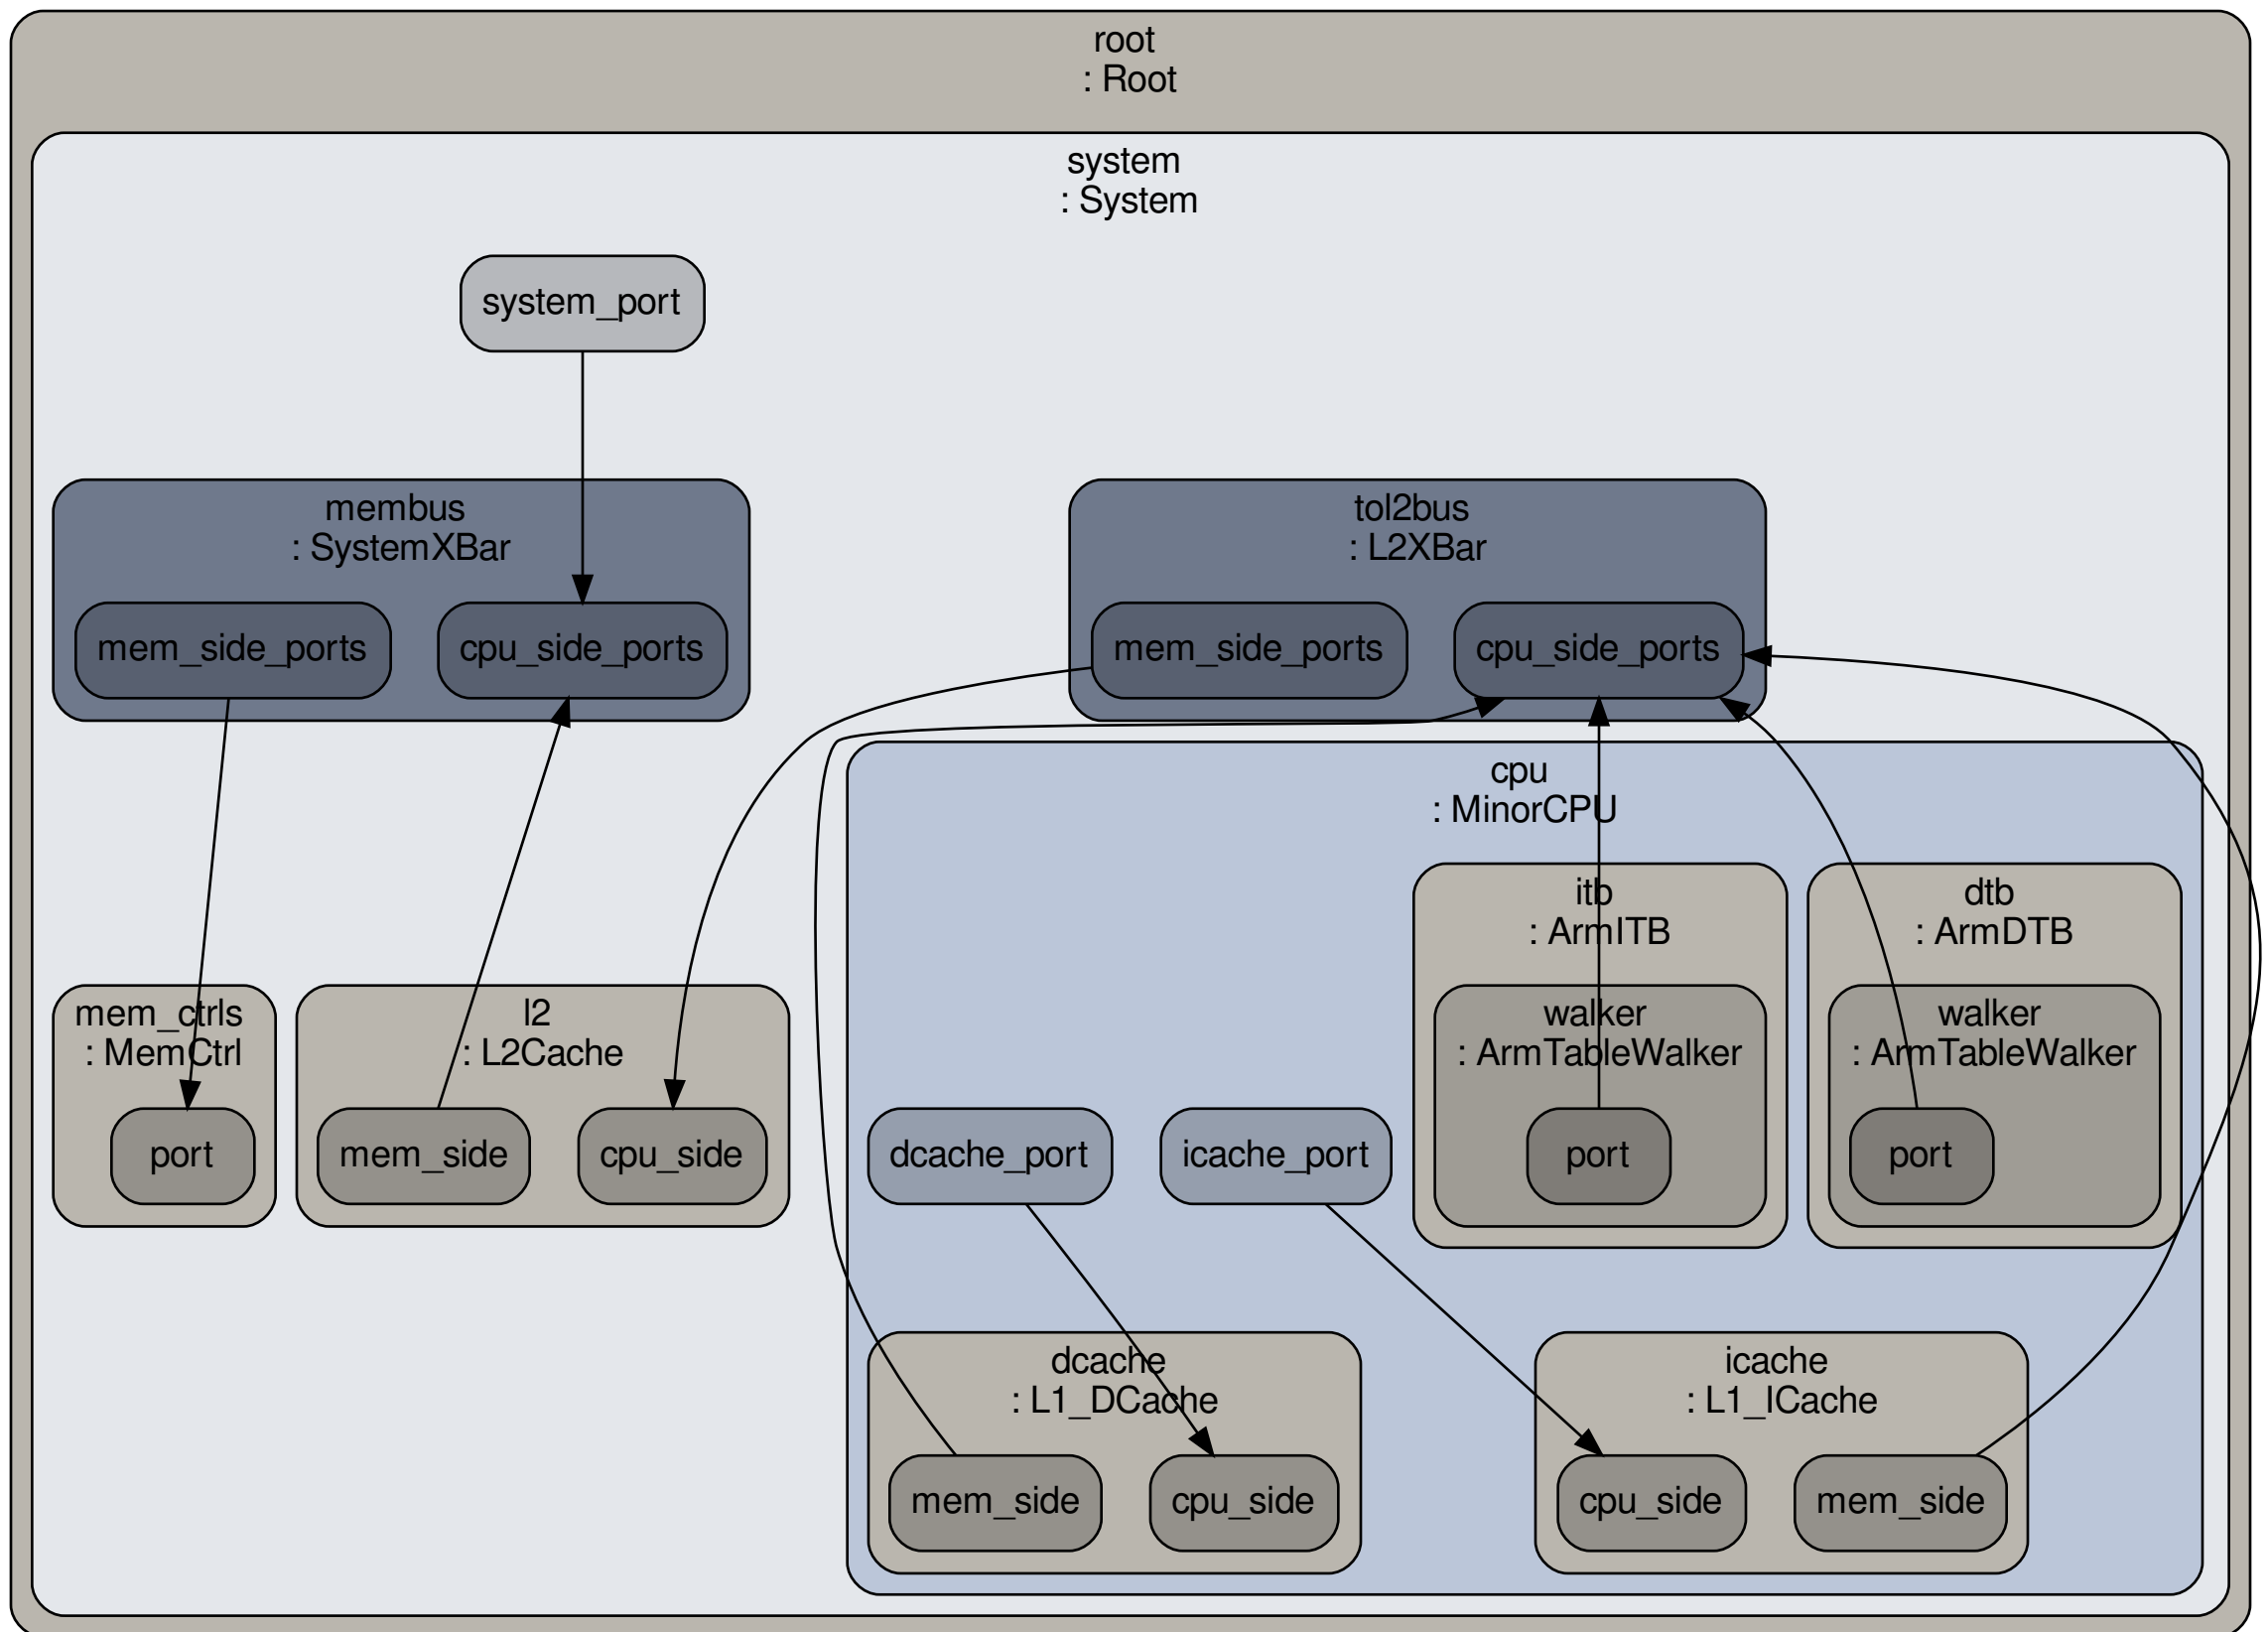 root
: Root
system
: System
system_port
membus
: SystemXBar
tol2bus
: L2XBar
mem_side_ports
cpu_side_ports
mem_side_ports
cpu_side_ports
cpu
: MinorCPU
itb
: ArmITB
dtb
: ArmDTB
mem_ctrls
: MemCtrl
l2
: L2Cache
walker
: ArmTableWalker
walker
: ArmTableWalker
port
mem_side
cpu_side
dcache_port
icache_port
port
port
dcache
: L1_DCache
icache
: L1_ICache
mem_side
cpu_side
cpu_side
mem_side